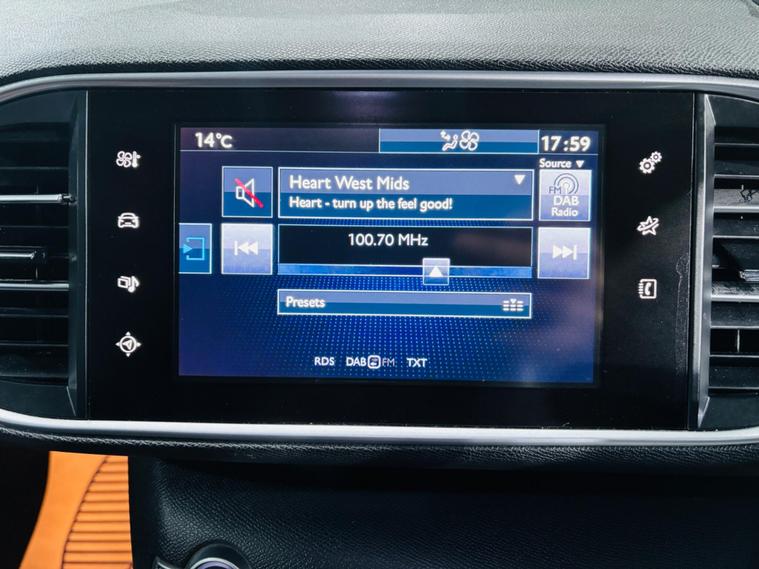 14°C
17:59
Source ▼
Heart West Mids
Heart - turn up the feel good!
DAB
Radio
100.70 MHz
Presets
RDS DAB FM TXT